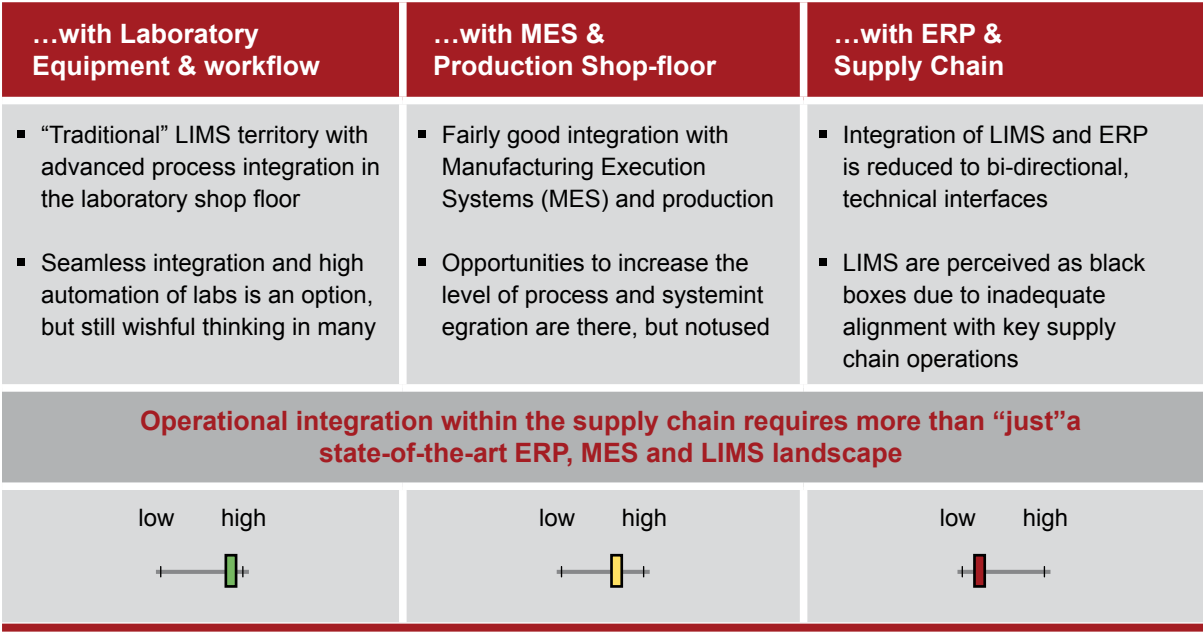 …with Laboratory
Equipment & workflow
…with MES &
Production Shop-floor
…with ERP &
Supply Chain
▪ “Traditional” LIMS territory with
advanced process integration in
the laboratory shop floor
▪ Seamless integration and high
automation of labs is an option,
but still wishful thinking in many
▪ Fairly good integration with
Manufacturing Execution
Systems (MES) and production
▪ Opportunities to increase the
level of process and systemint
egration are there, but notused
▪ Integration of LIMS and ERP
is reduced to bi-directional,
technical interfaces
▪ LIMS are perceived as black
boxes due to inadequate
alignment with key supply
chain operations
Operational integration within the supply chain requires more than “just”a
state-of-the-art ERP, MES and LIMS landscape
low high
low high
low high